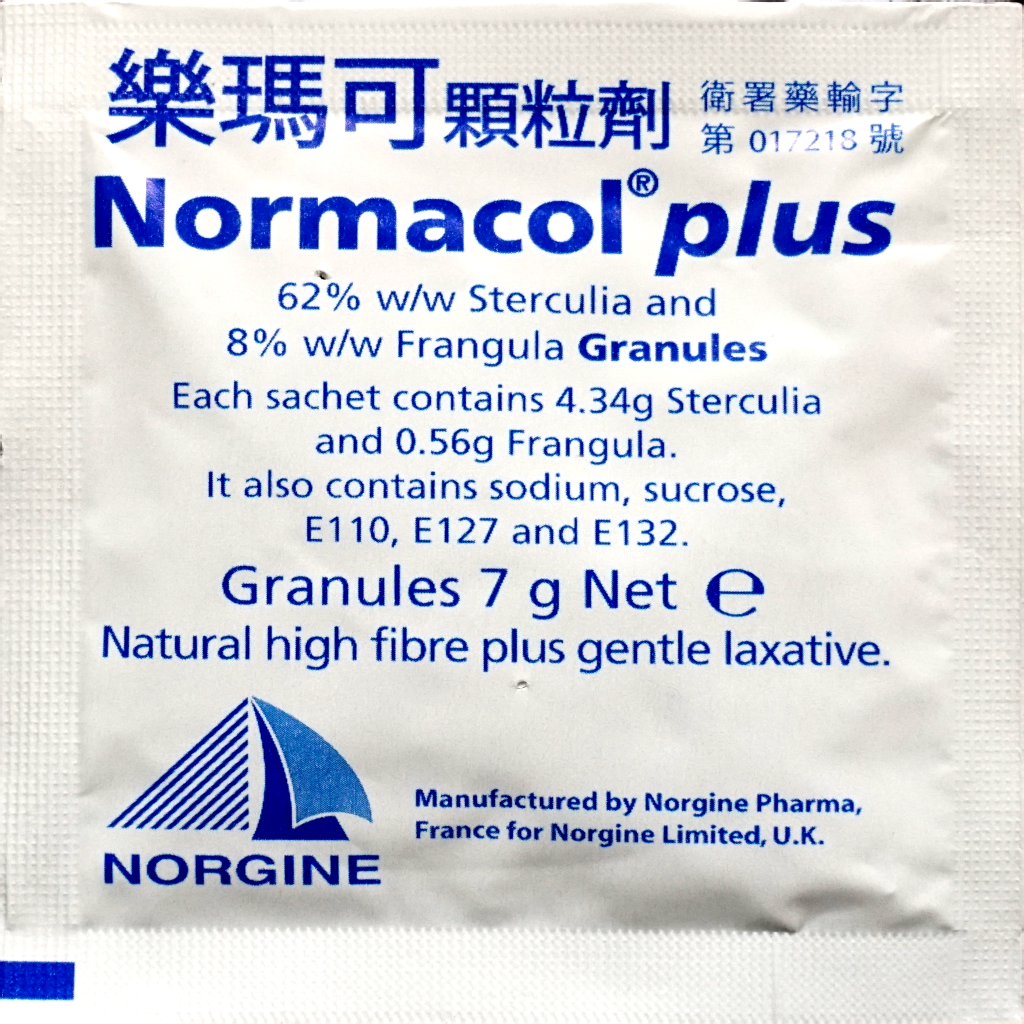 樂瑪可顆粒劑 衛署藥輸字
第 017218 號
Normacol® plus
62% w/w Sterculia and
8% w/w Frangula Granules
Each sachet contains 4.34g Sterculia
and 0.56g Frangula.
It also contains sodium, sucrose,
E110, E127 and E132.
Granules 7 g Net ℮
Natural high fibre plus gentle laxative.
NORGINE
Manufactured by Norgine Pharma,
France for Norgine Limited, U.K.